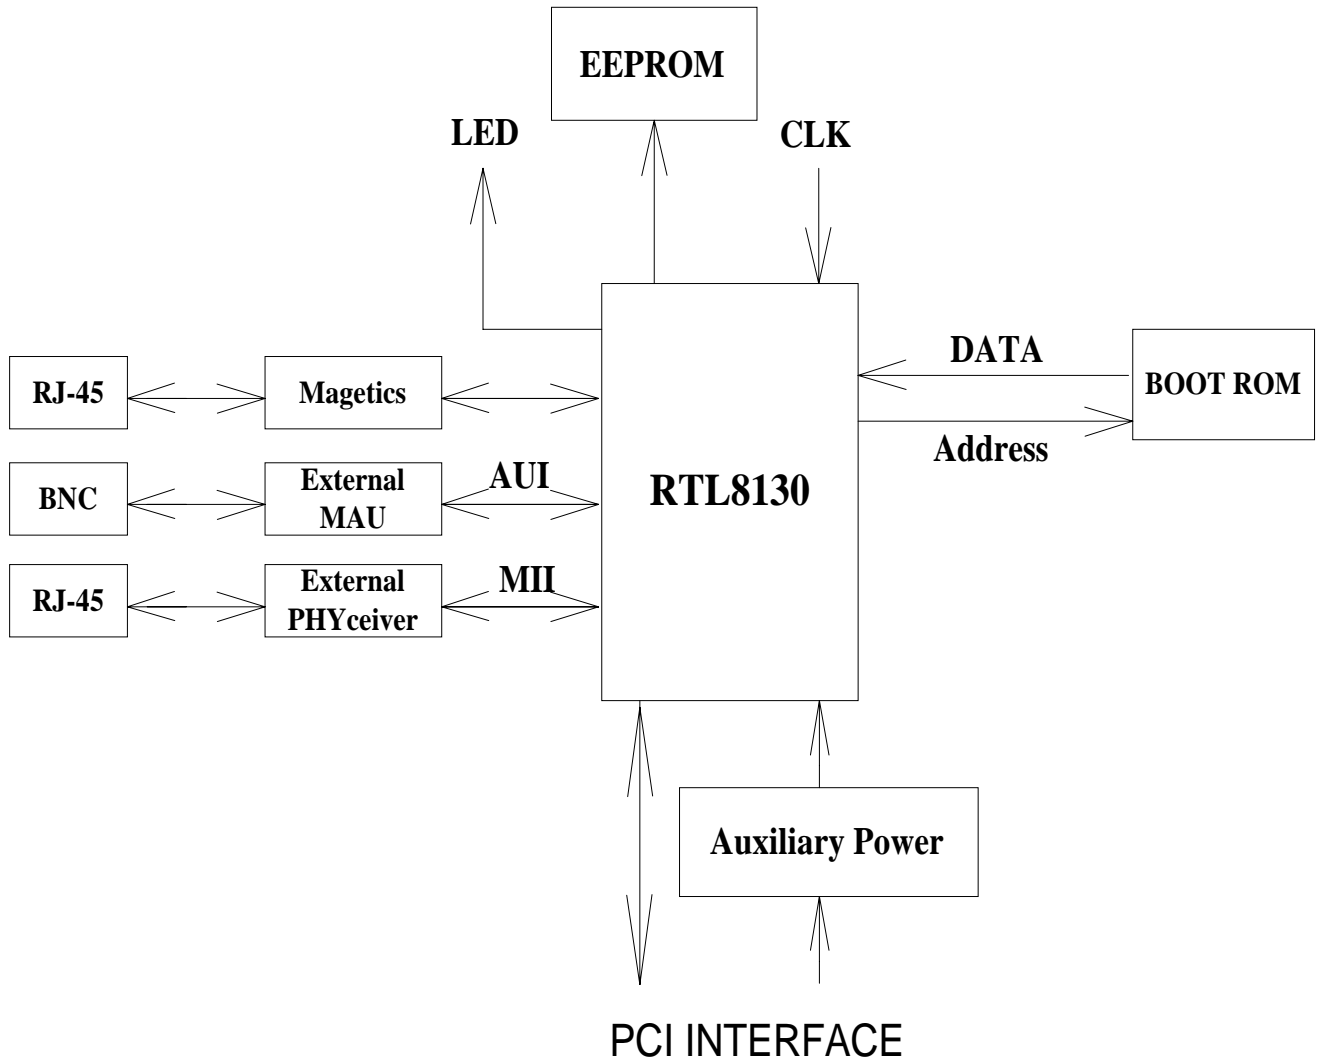 EEPROM
LED
CLK
DATA
RJ-45
Magetics
BOOT ROM
Address
AUI
BNC
External
MAU
RTL8130
MII
RJ-45
External
PHYceiver
Auxiliary Power
PCI INTERFACE